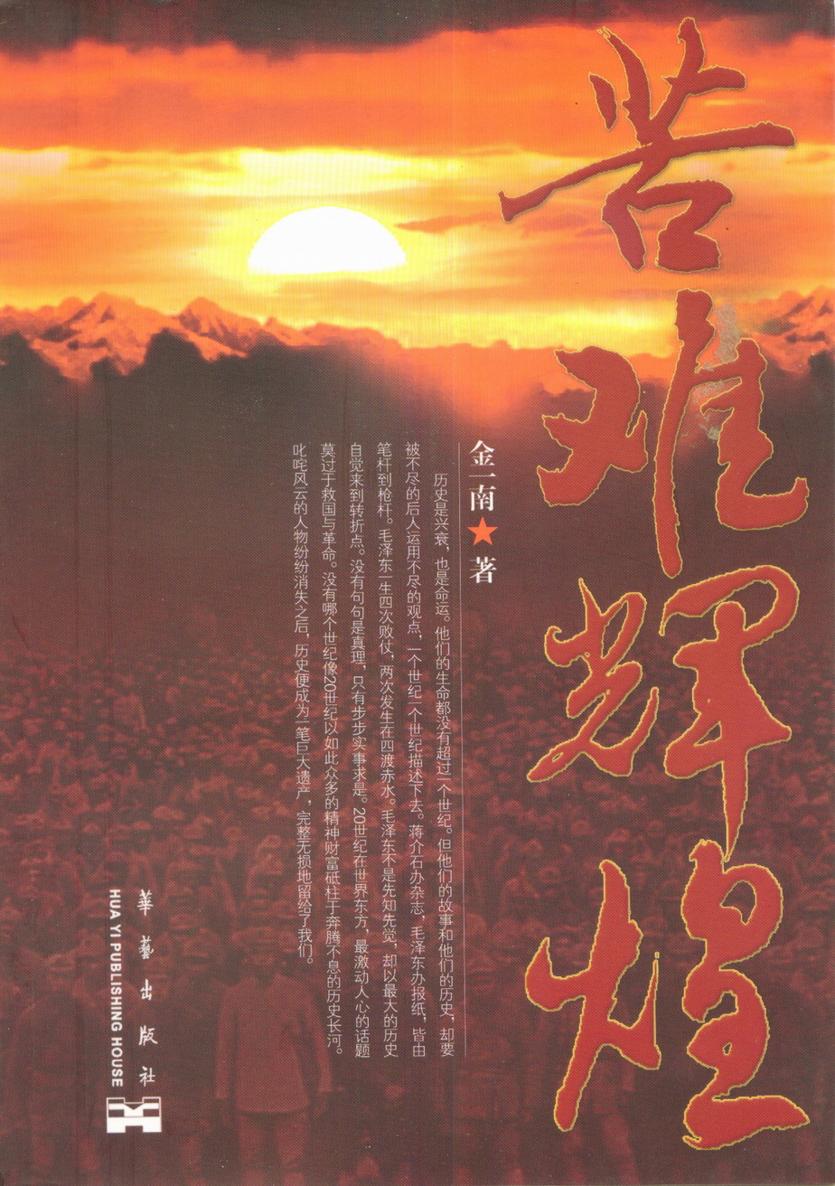 苦难辉煌
金一南★著
历史是兴衰，也是命运。他们的生命都没有超过一个世纪。但他们的故事和他们的历史，却要
被不尽的后人运用不尽的观点，一个世纪一个世纪描述下去。蒋介石办杂志，毛泽东办报纸，皆由
笔杆到枪杆。毛泽东一生四次败仗，两次发生在四渡赤水。毛泽东不是先知先觉，却以最大的历史
自觉来到转折点。没有句句是真理，只有步步实事求是。20世纪在世界东方，最激动人心的话题
莫过于救国与革命。没有哪个世纪像20世纪以如此众多的精神财富砥柱于奔腾不息的历史长河。
叱咤风云的人物纷纷消失之后，历史便成为一笔巨大遗产，完整无损地留给了我们。
華藝出版社
HUA YI PUBLISHING HOUSE